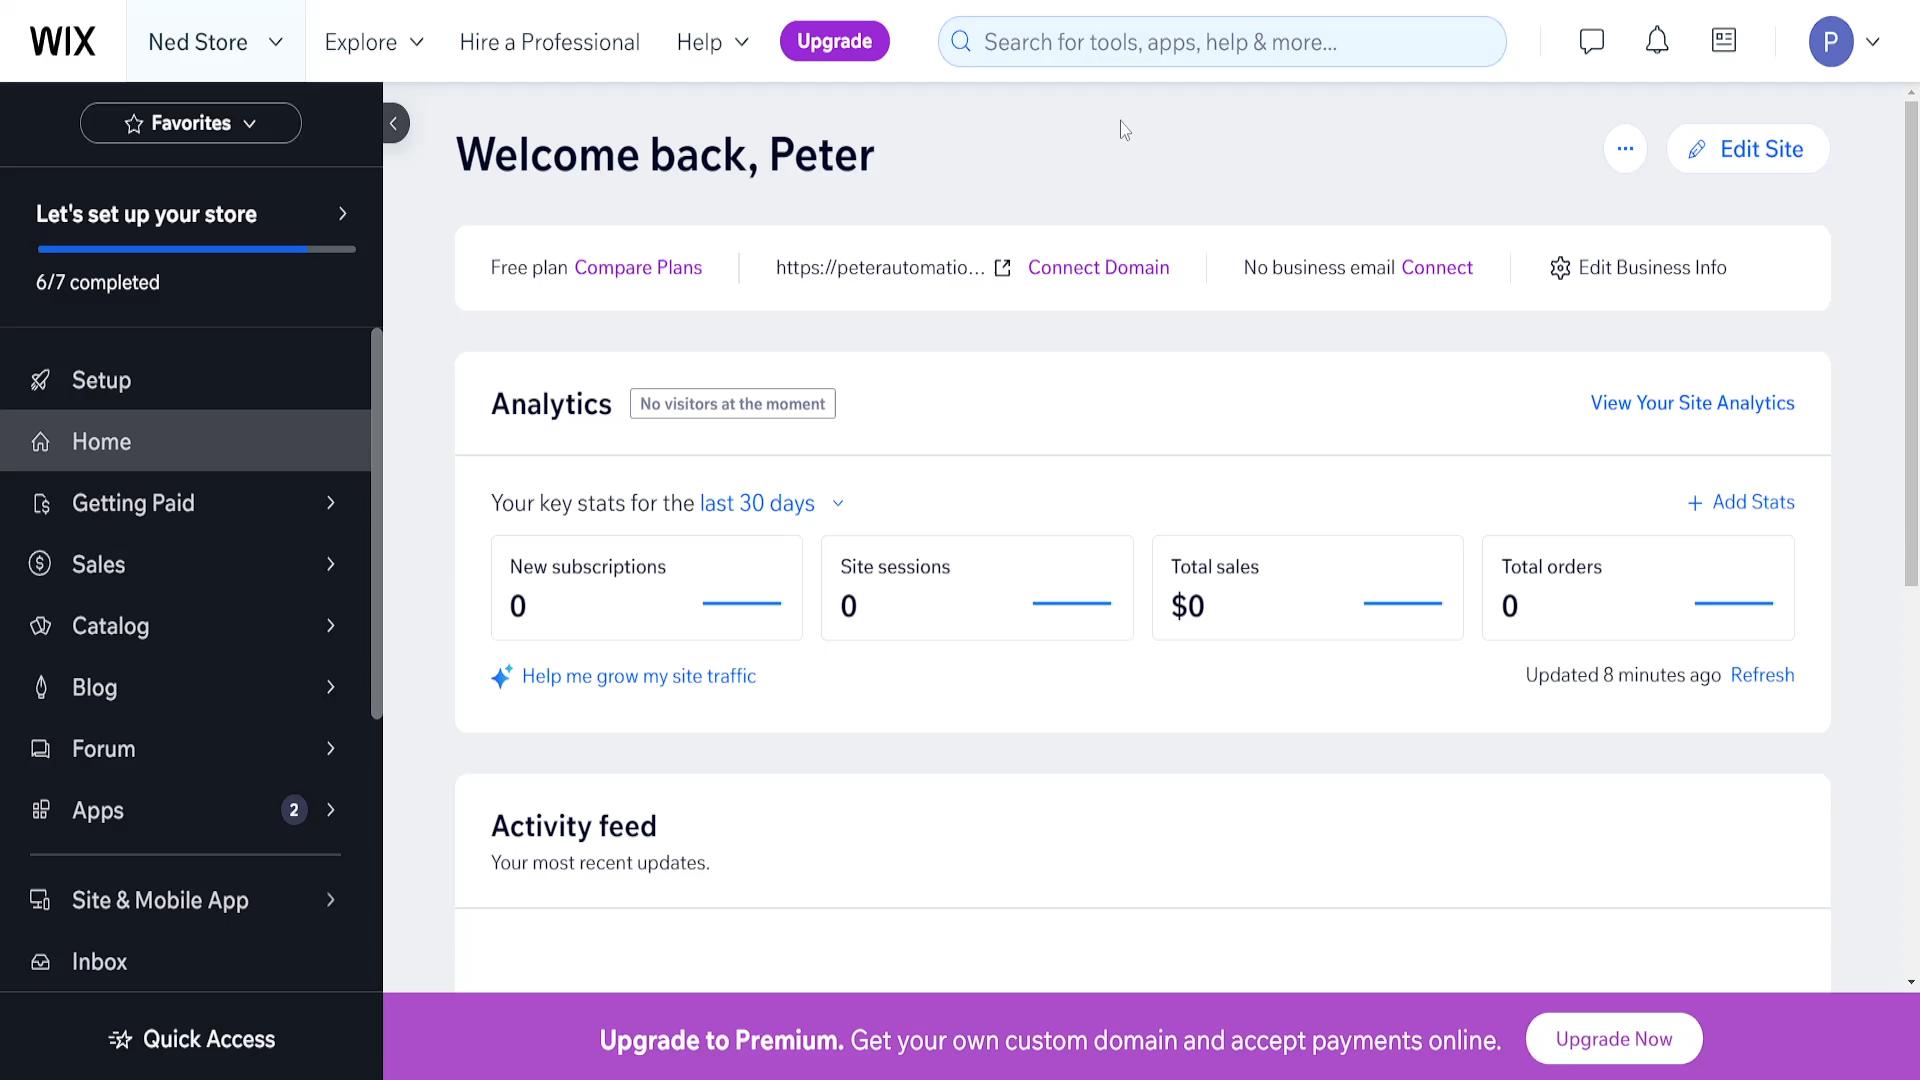 WIX
Ned Store
Explore
Hire a Professional
Help
Upgrade
Search for tools, apps, help & more...
P
Favorites
Let's set up your store
6/7 completed
Setup
Home
Getting Paid
Sales
Catalog
Blog
Forum
Apps 2
Site & Mobile App
Inbox
Quick Access
Welcome back, Peter
Edit Site
Free plan Compare Plans
https://peterautomatio... Connect Domain
No business email Connect
Edit Business Info
Analytics
No visitors at the moment
View Your Site Analytics
Your key stats for the last 30 days
+ Add Stats
New subscriptions
0
Site sessions
0
Total sales
$0
Total orders
0
Help me grow my site traffic
Updated 8 minutes ago Refresh
Activity feed
Your most recent updates.
Upgrade to Premium. Get your own custom domain and accept payments online.
Upgrade Now